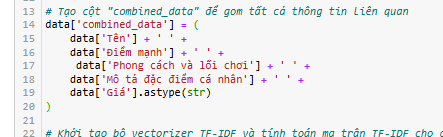 13 # Tạo cột "combined_data" để gom tất cả thông tin liên quan
14 data['combined_data'] = (
15     data['Tên'] + ' ' +
16     data['Điểm mạnh'] + ' ' +
17      data['Phong cách và lối chơi'] + ' ' +
18     data['Mô tả đặc điểm cá nhân'] + ' ' +
19     data['Giá'].astype(str)
20 )
21
22 # Khởi tạo bộ vectorizer TF-IDF và tính toán ma trận TF-IDF cho